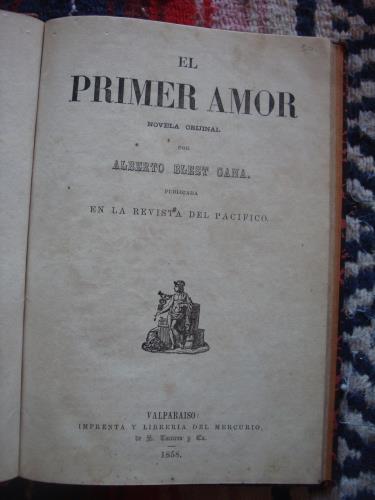 EL
PRIMER AMOR
NOVELA ORIJINAL
POR
ALBERTO BLEST GANA.
PUBLICADA
EN LA REVISTA DEL PACIFICO.
VALPARAISO:
IMPRENTA Y LIBRERIA DEL MERCURIO,
de S. Tornero y Ca.
1858.